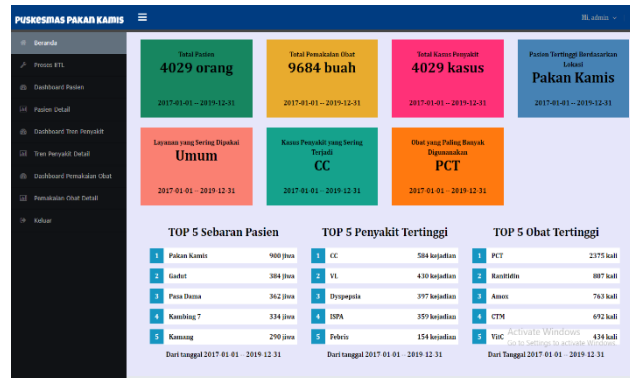 PUSKESMAS PAKAN KAMIS
Hi, admin
Beranda
Proses ETL
Dashboard Pasien
Pasien Detail
Dashboard Tren Penyakit
Tren Penyakit Detail
Dashboard Pemakaian Obat
Pemakaian Obat Detail
Keluar
Total Pasien
4029 orang
2017-01-01 -- 2019-12-31
Total Pemakaian Obat
9684 buah
2017-01-01 -- 2019-12-31
Total Kasus Penyakit
4029 kasus
2017-01-01 -- 2019-12-31
Pasien Tertinggi Berdasarkan
Lokasi
Pakan Kamis
2017-01-01 -- 2019-12-31
Layanan yang Sering Dipakai
Umum
2017-01-01 -- 2019-12-31
Kasus Penyakit yang Sering
Terjadi
CC
2017-01-01 -- 2019-12-31
Obat yang Paling Banyak
Digunanakan
PCT
2017-01-01 -- 2019-12-31
TOP 5 Sebaran Pasien
1 Pakan Kamis 900 jiwa
2 Gadut 384 jiwa
3 Pasa Dama 362 jiwa
4 Kambing 7 334 jiwa
5 Kamang 290 jiwa
Dari tanggal 2017-01-01 -- 2019-12-31
TOP 5 Penyakit Tertinggi
1 CC 584 kejadian
2 VL 430 kejadian
3 Dyspepsia 397 kejadian
4 ISPA 359 kejadian
5 Febris 154 kejadian
Dari tanggal 2017-01-01 -- 2019-12-31
TOP 5 Obat Tertinggi
1 PCT 2375 kali
2 Ranitidin 887 kali
3 Amox 763 kali
4 CTM 692 kali
5 VitC 434 kali
Dari Tanggal 2017-01-01 -- 2019-12-31
Activate Windows
Go to Settings to activate Windows.